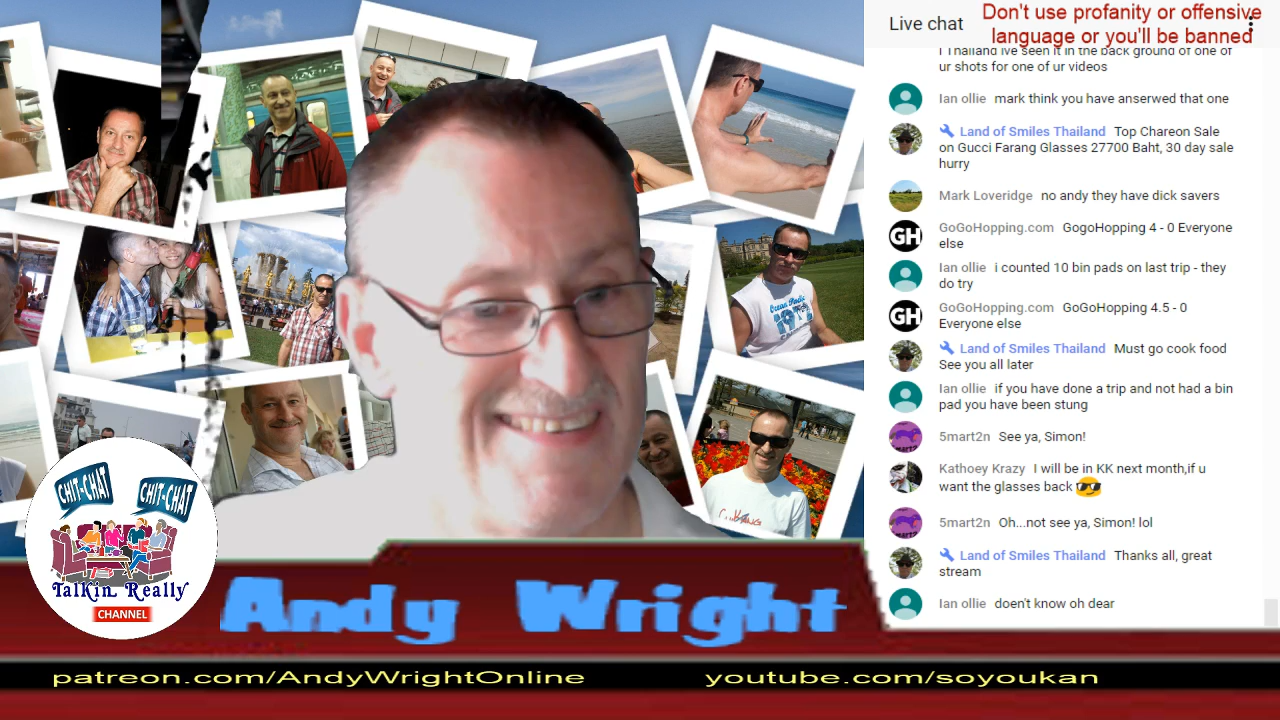 Live chat
Don't use profanity or offensive
language or you'll be banned
I Thailand ive seen it in the back ground of one of
ur shots for one of ur videos
Ian ollie mark think you have anserwed that one
Land of Smiles Thailand Top Chareon Sale
on Gucci Farang Glasses 27700 Baht, 30 day sale
hurry
Mark Loveridge no andy they have dick savers
GH
GoGoHopping.com GogoHopping 4 - 0 Everyone
else
Ian ollie i counted 10 bin pads on last trip - they
do try
GH
GoGoHopping.com GoGoHopping 4.5 - 0
Everyone else
Land of Smiles Thailand Must go cook food
See you all later
Ian ollie if you have done a trip and not had a bin
pad you have been stung
5mart2n See ya, Simon!
Kathoey Krazy I will be in KK next month,if u
want the glasses back 😎
5mart2n Oh...not see ya, Simon! lol
Land of Smiles Thailand Thanks all, great
stream
Ian ollie doen't know oh dear
CHIT-CHAT
CHIT-CHAT
Talkin Really
CHANNEL
Andy Wright
patreon.com/AndyWrightOnline
youtube.com/soyoukan